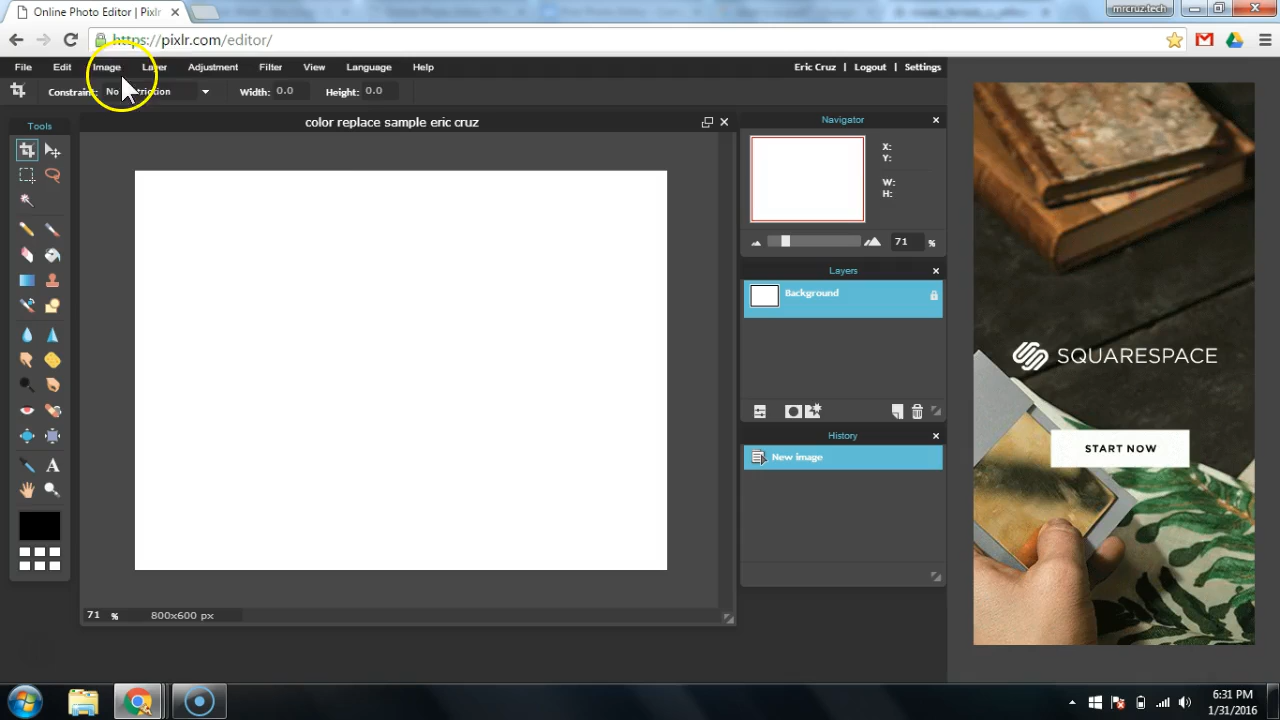 Online Photo Editor | Pixlr
mrcruz.tech
https://pixlr.com/editor/
File Edit Image Layer Adjustment Filter View Language Help
Eric Cruz Logout Settings
Constraint: Width: 0.0 Height: 0.0
Tools
color replace sample eric cruz
Navigator
X:
Y:
W:
H:
71 %
Layers
Background
SQUARESPACE
START NOW
History
New image
A
71 % 800x600 px
6:31 PM
1/31/2016